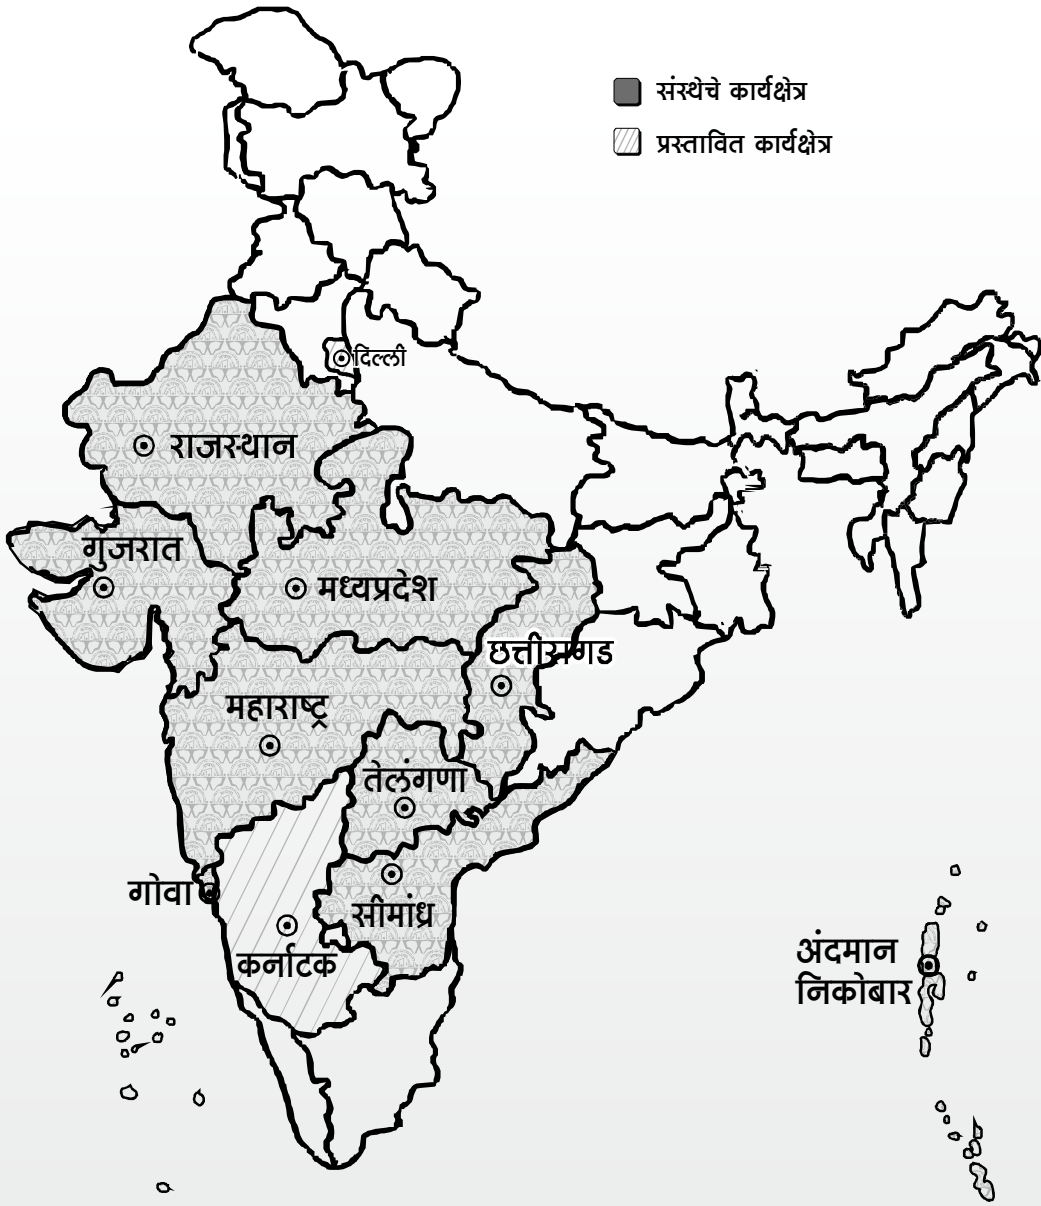 संस्थेचे कार्यक्षेत्र
प्रस्तावित कार्यक्षेत्र
दिल्ली
राजस्थान
गुजरात
मध्यप्रदेश
छत्तीसगड
महाराष्ट्र
तेलंगणा
गोवा
सीमांध्र
कर्नाटक
अंदमान
निकोबार